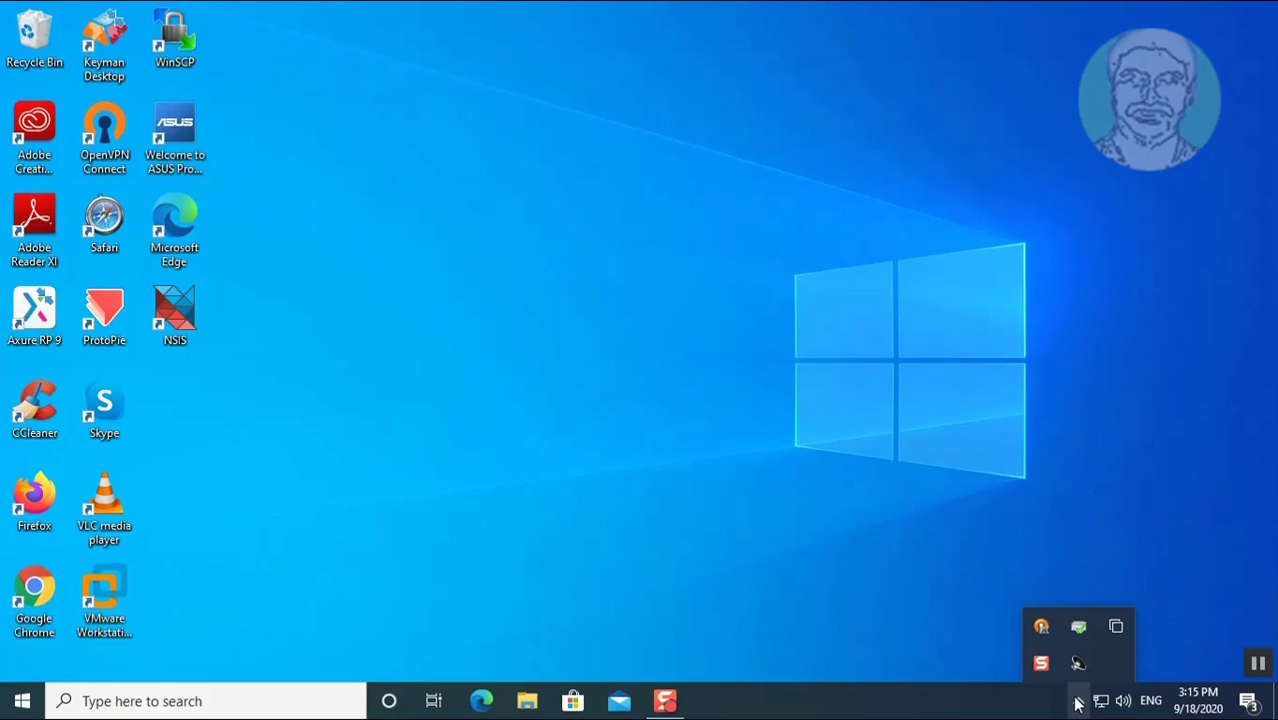 Recycle Bin
Keyman
Desktop
WinSCP
Adobe
Creati...
OpenVPN
Connect
ASUS
Welcome to
ASUS Pro...
Adobe
Reader XI
Safari
Microsoft
Edge
Axure RP 9
ProtoPie
NSIS
CCleaner
S
Skype
Firefox
VLC media
player
Google
Chrome
VMware
Workstati...
S
Type here to search
ENG
3:15 PM
9/18/2020
3